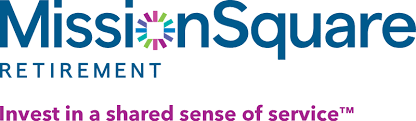 MissionSquare
RETIREMENT
Invest in a shared sense of service™